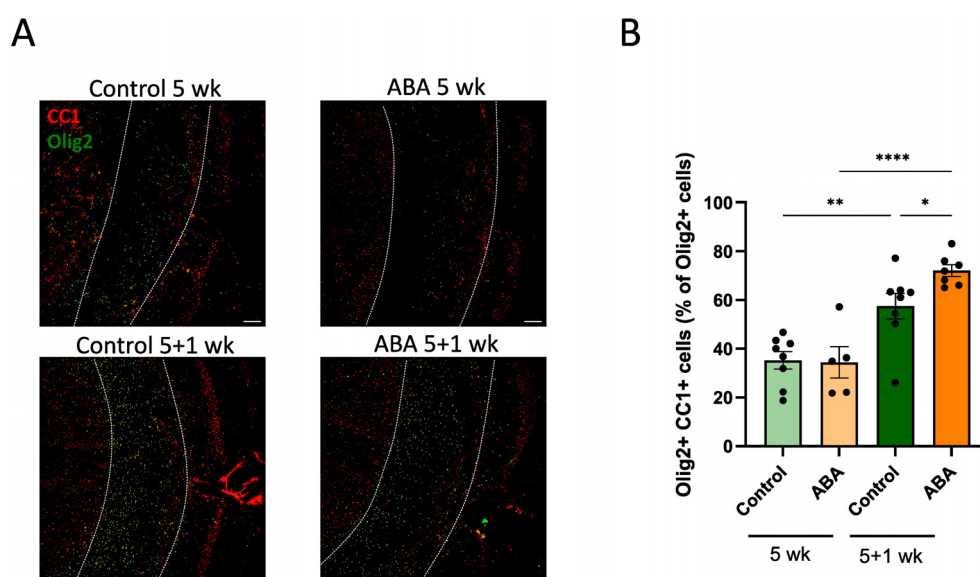 A
Control 5 wk
CC1
Olig2
ABA 5 wk
Control 5+1 wk
ABA 5+1 wk
B
Olig2+ CC1+ cells (% of Olig2+ cells)
100
80
60
40
20
0
****
**
*
Control
ABA
Control
ABA
5 wk
5+1 wk